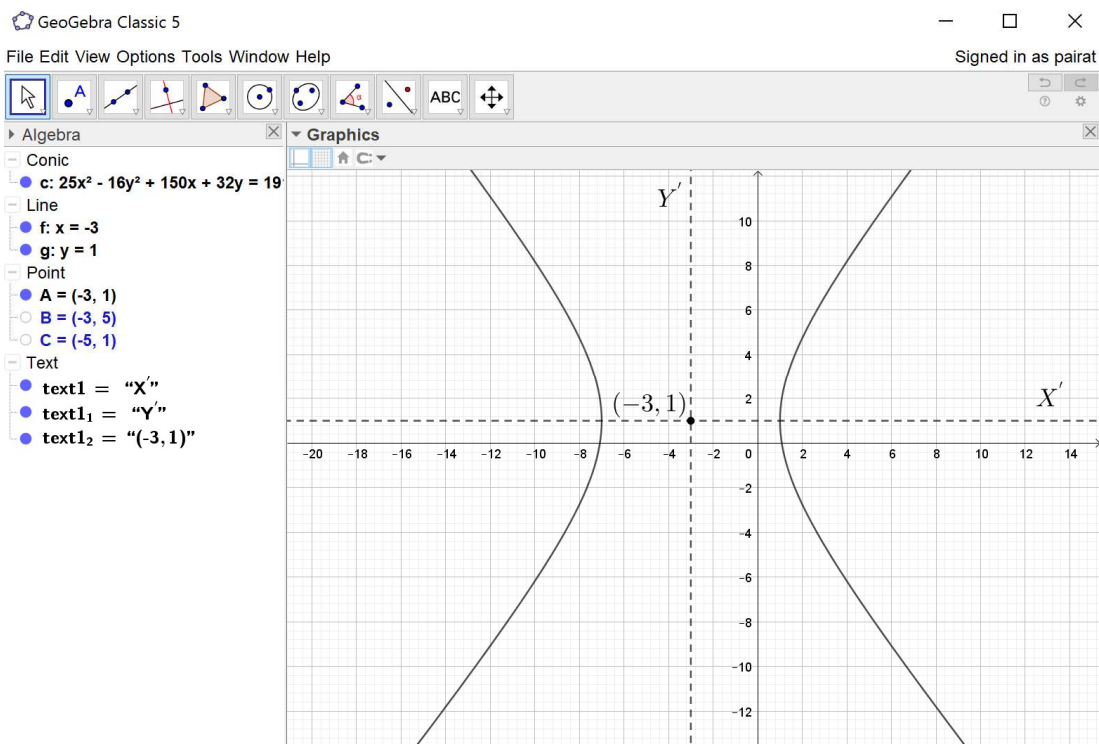 GeoGebra Classic 5
File Edit View Options Tools Window Help
Signed in as pairat
A
α
ABC
Algebra
Graphics
Conic
c: 25x² - 16y² + 150x + 32y = 19
Line
f: x = -3
g: y = 1
Point
A = (-3, 1)
B = (-3, 5)
C = (-5, 1)
Text
text1 = “X′”
text1₁ = “Y′”
text1₂ = “(-3, 1)”
Y′
10
8
6
4
2
(−3, 1)
X′
-20 -18 -16 -14 -12 -10 -8 -6 -4 -2 0 2 4 6 8 10 12 14
-2
-4
-6
-8
-10
-12